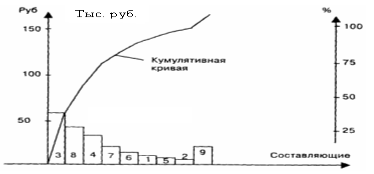 Руб
Тыс. руб.
%
150
100
50
100
75
50
25
Кумулятивная
кривая
3 8 4 7 6 1 5 2 9
Составляющие